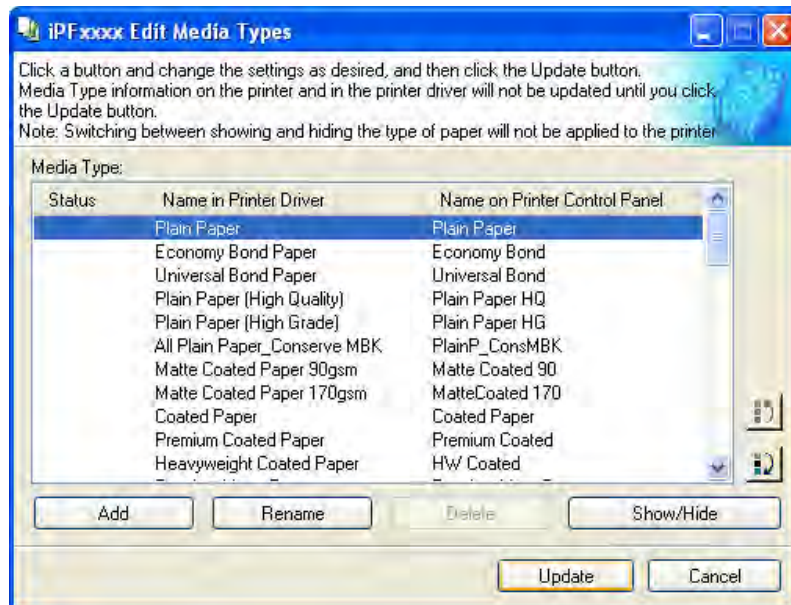 iPFxxxx Edit Media Types
Click a button and change the settings as desired, and then click the Update button.
Media Type information on the printer and in the printer driver will not be updated until you click
the Update button.
Note: Switching between showing and hiding the type of paper will not be applied to the printer
Media Type:
Status Name in Printer Driver Name on Printer Control Panel
Plain Paper Plain Paper
Economy Bond Paper Economy Bond
Universal Bond Paper Universal Bond
Plain Paper (High Quality) Plain Paper HQ
Plain Paper (High Grade) Plain Paper HG
All Plain Paper_Conserve MBK PlainP_ConsMBK
Matte Coated Paper 90gsm Matte Coated 90
Matte Coated Paper 170gsm MatteCoated 170
Coated Paper Coated Paper
Premium Coated Paper Premium Coated
Heavyweight Coated Paper HW Coated
Add Rename Delete Show/Hide
Update Cancel